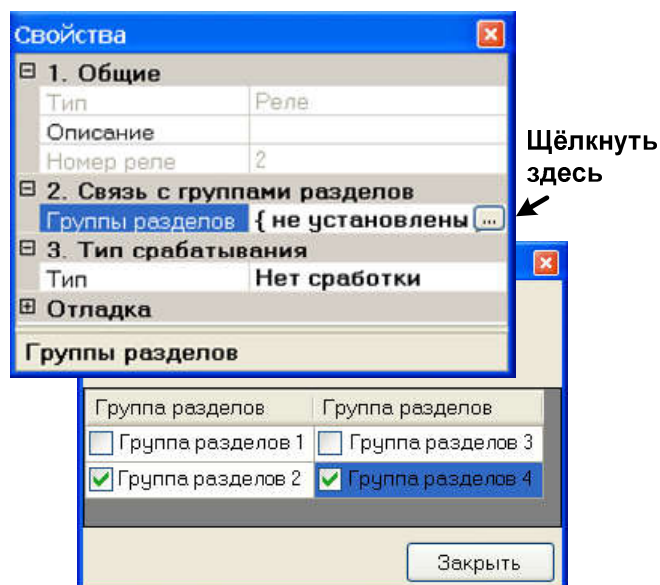 Свойства
1. Общие
Тип Реле
Описание
Номер реле 2
Щёлкнуть
здесь
2. Связь с группами разделов
Группы разделов { не установлены ...
3. Тип срабатывания
Тип Нет сработки
Отладка
Группы разделов
Группа разделов Группа разделов
Группа разделов 1 Группа разделов 3
Группа разделов 2 Группа разделов 4
Закрыть